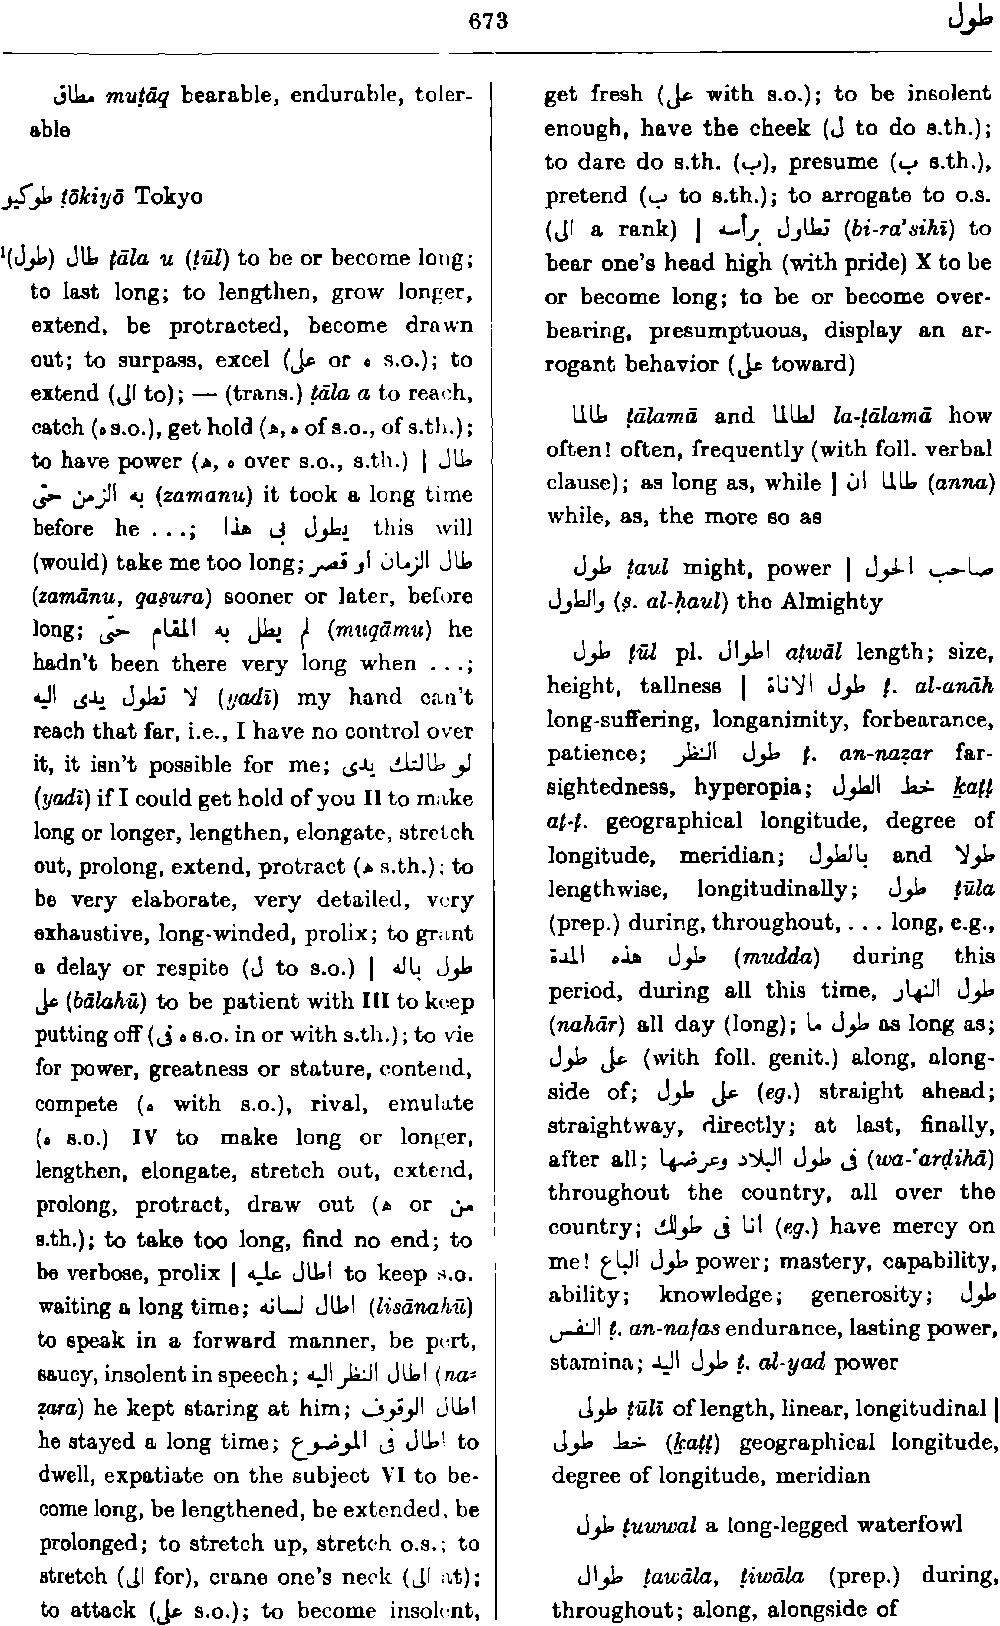 673
طول
مطاق muṭāq bearable, endurable, toler-
able
طوكيو ṭōkiyō Tokyo
¹(طول) طال ṭāla u (ṭūl) to be or become long;
to last long; to lengthen, grow longer,
extend, be protracted, become drawn
out; to surpass, excel (على or ه s.o.); to
extend (الى to); — (trans.) ṭāla a to reach,
catch (ه s.o.), get hold (ه, ه of s.o., of s.th.);
to have power (ه, ه over s.o., s.th.) | طال
به الزمن حتى (zamanu) it took a long time
before he ...; يطول فى هذا this will
(would) take me too long; طال الزمان او قصر
(zamānu, qaṣura) sooner or later, before
long; لم يطل به المقام حتى (muqāmu) he
hadn't been there very long when ...;
لا تطول يدى اليه (yadī) my hand can't
reach that far, i.e., I have no control over
it, it isn't possible for me; لو طالتك يدى
(yadī) if I could get hold of you II to make
long or longer, lengthen, elongate, stretch
out, prolong, extend, protract (ه s.th.); to
be very elaborate, very detailed, very
exhaustive, long-winded, prolix; to grant
a delay or respite (ل to s.o.) | طول باله
على (bālahū) to be patient with III to keep
putting off (فى ه s.o. in or with s.th.); to vie
for power, greatness or stature, contend,
compete (ه with s.o.), rival, emulate
(ه s.o.) IV to make long or longer,
lengthen, elongate, stretch out, extend,
prolong, protract, draw out (ه or من
s.th.); to take too long, find no end; to
be verbose, prolix | اطال عليه to keep s.o.
waiting a long time; اطال لسانه (lisānahū)
to speak in a forward manner, be pert,
saucy, insolent in speech; اطال النظر اليه (na-
ẓara) he kept staring at him; اطال الوقوف
he stayed a long time; اطال فى الموضوع to
dwell, expatiate on the subject VI to be-
come long, be lengthened, be extended, be
prolonged; to stretch up, stretch o.s.; to
stretch (الى for), crane one's neck (الى at);
to attack (على s.o.); to become insolent,
get fresh (على with s.o.); to be insolent
enough, have the cheek (ل to do s.th.);
to dare do s.th. (ب), presume (ب s.th.),
pretend (ب to s.th.); to arrogate to o.s.
(الى a rank) | تطاول برأسه (bi-ra'sihī) to
bear one's head high (with pride) X to be
or become long; to be or become over-
bearing, presumptuous, display an ar-
rogant behavior (على toward)
طالما ṭālamā and لطالما la-ṭālamā how
often! often, frequently (with foll. verbal
clause); as long as, while | طالما ان (anna)
while, as, the more so as
طول ṭaul might, power | صاحب الحول
والطول (ṣ. al-ḥaul) the Almighty
طول ṭūl pl. اطوال aṭwāl length; size,
height, tallness | طول الاناة ṭ. al-anāh
long-suffering, longanimity, forbearance,
patience; طول النظر ṭ. an-naẓar far-
sightedness, hyperopia; خط الطول ḵaṭṭ
aṭ-ṭ. geographical longitude, degree of
longitude, meridian; بالطول and طولا
lengthwise, longitudinally; طول ṭūla
(prep.) during, throughout, ... long, e.g.,
طول هذه المدة (mudda) during this
period, during all this time, طول النهار
(nahār) all day (long); طول ما as long as;
على طول (with foll. genit.) along, along-
side of; على طول (eg.) straight ahead;
straightway, directly; at last, finally,
after all; فى طول البلاد وعرضها (wa-'arḍihā)
throughout the country, all over the
country; انا فى طولك (eg.) have mercy on
me! طول الباع power; mastery, capability,
ability; knowledge; generosity; طول
النفس ṭ. an-nafas endurance, lasting power,
stamina; طول اليد ṭ. al-yad power
طولى ṭūlī of length, linear, longitudinal |
خط طولى (ḵaṭṭ) geographical longitude,
degree of longitude, meridian
طول ṭuwwal a long-legged waterfowl
طوال ṭawāla, ṭiwāla (prep.) during,
throughout; along, alongside of